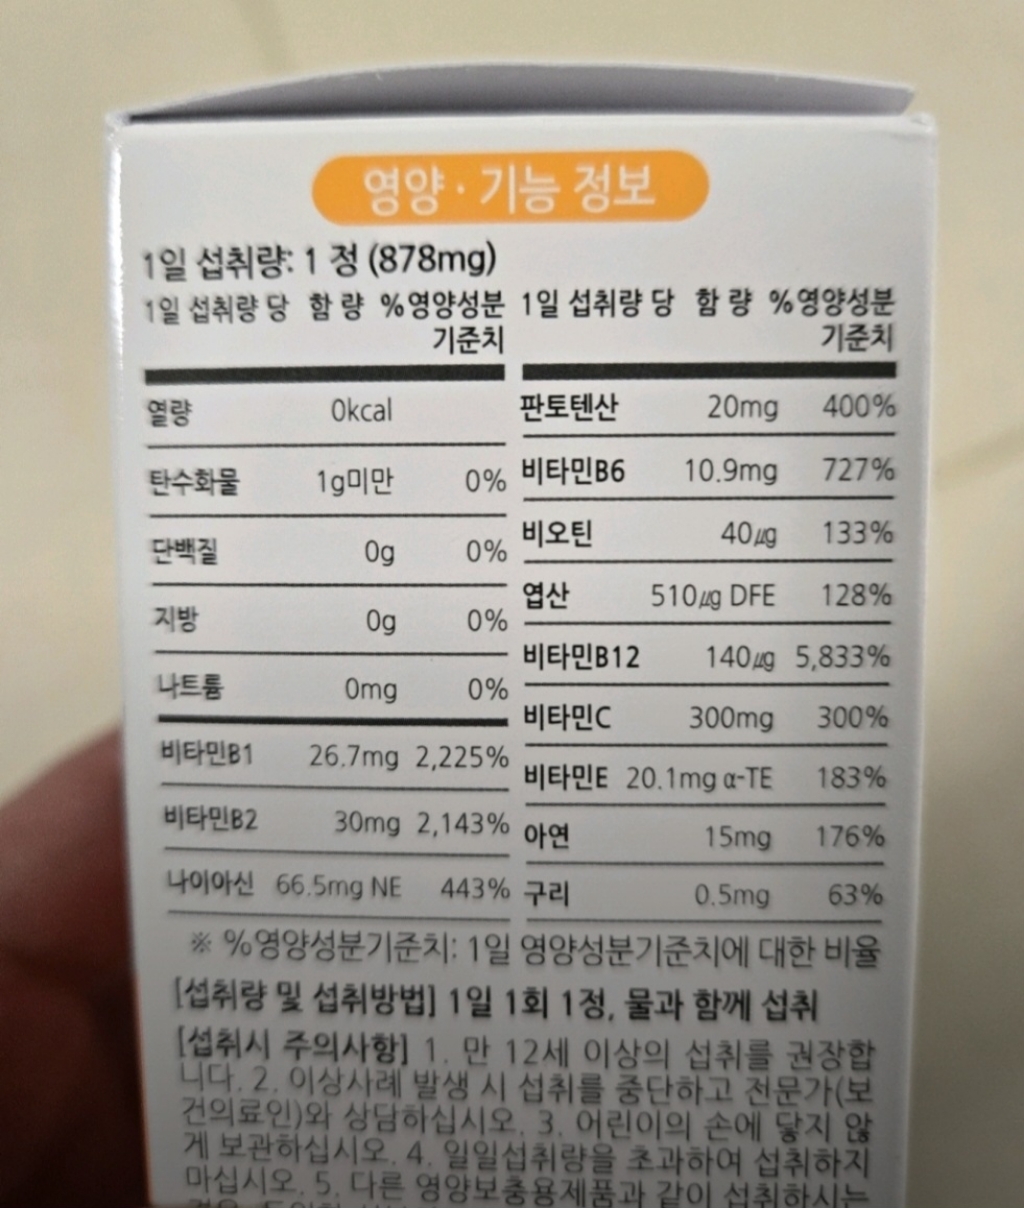 영양·기능 정보
1일 섭취량: 1 정 (878mg)
1일 섭취량 당 함 량 %영양성분
기준치
열량 0kcal
탄수화물 1g미만 0%
단백질 0g 0%
지방 0g 0%
나트륨 0mg 0%
비타민B1 26.7mg 2,225%
비타민B2 30mg 2,143%
나이아신 66.5mg NE 443%
1일 섭취량 당 함 량 %영양성분
기준치
판토텐산 20mg 400%
비타민B6 10.9mg 727%
비오틴 40㎍ 133%
엽산 510㎍ DFE 128%
비타민B12 140㎍ 5,833%
비타민C 300mg 300%
비타민E 20.1mg α-TE 183%
아연 15mg 176%
구리 0.5mg 63%
※ %영양성분기준치: 1일 영양성분기준치에 대한 비율
[섭취량 및 섭취방법] 1일 1회 1정, 물과 함께 섭취
[섭취시 주의사항] 1. 만 12세 이상의 섭취를 권장합
니다. 2. 이상사례 발생 시 섭취를 중단하고 전문가(보
건의료인)와 상담하십시오. 3. 어린이의 손에 닿지 않
게 보관하십시오. 4. 일일섭취량을 초과하여 섭취하지
마십시오. 5. 다른 영양보충용제품과 같이 섭취하시는